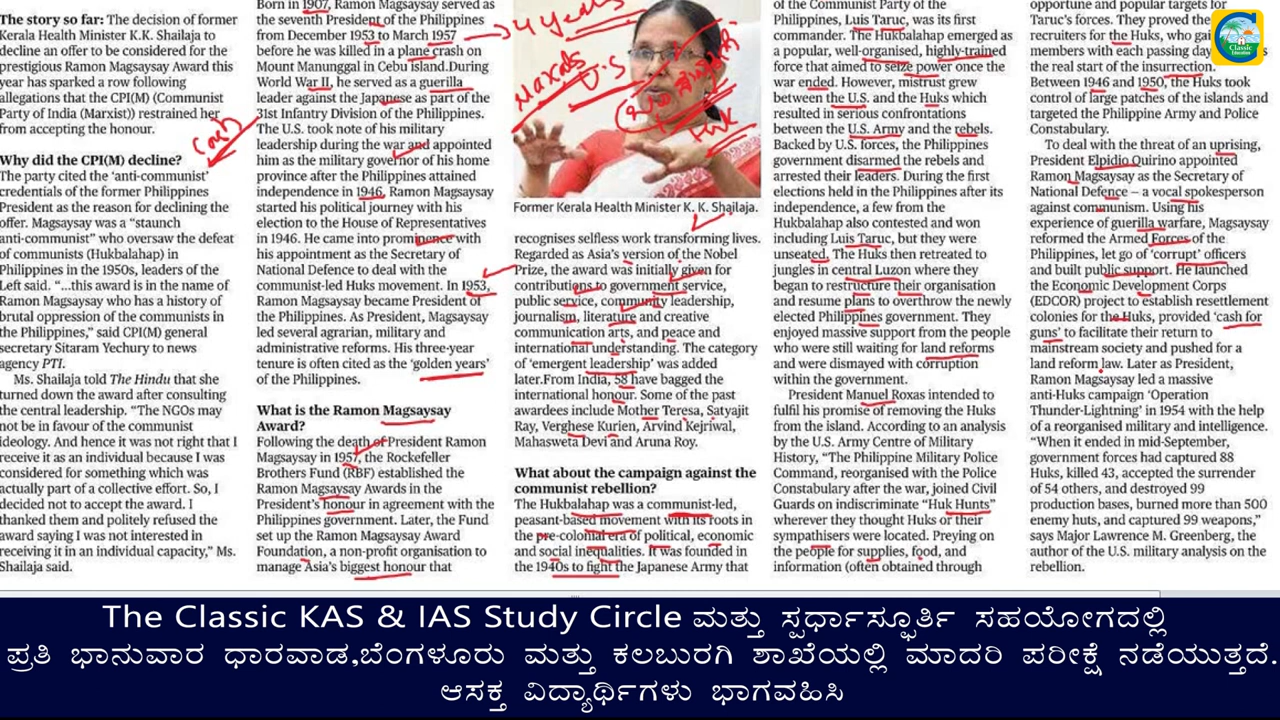 The story so far: The decision of former
Kerala Health Minister K.K. Shailaja to
decline an offer to be considered for the
prestigious Ramon Magsaysay Award this
year has sparked a row following
allegations that the CPI(M) (Communist
Party of India (Marxist)) restrained her
from accepting the honour.
Why did the CPI(M) decline?
The party cited the ‘anti-communist’
credentials of the former Philippines
President as the reason for declining the
offer. Magsaysay was a “staunch
anti-communist” who oversaw the defeat
of communists (Hukbalahap) in
Philippines in the 1950s, leaders of the
Left said. “...this award is in the name of
Ramon Magsaysay who has a history of
brutal oppression of the communists in
the Philippines,” said CPI(M) general
secretary Sitaram Yechury to news
agency PTI.
Ms. Shailaja told The Hindu that she
turned down the award after consulting
the central leadership. “The NGOs may
not be in favour of the communist
ideology. And hence it was not right that I
receive it as an individual because I was
considered for something which was
actually part of a collective effort. So, I
decided not to accept the award. I
thanked them and politely refused the
award saying I was not interested in
receiving it in an individual capacity,” Ms.
Shailaja said.
Born in 1907, Ramon Magsaysay served as
the seventh President of the Philippines
from December 1953 to March 1957
before he was killed in a plane crash on
Mount Manunggal in Cebu island.During
World War II, he served as a guerilla
leader against the Japanese as part of the
31st Infantry Division of the Philippines.
The U.S. took note of his military
leadership during the war and appointed
him as the military governor of his home
province after the Philippines attained
independence in 1946, Ramon Magsaysay
started his political journey with his
election to the House of Representatives
in 1946. He came into prominence with
his appointment as the Secretary of
National Defence to deal with the
communist-led Huks movement. In 1953,
Ramon Magsaysay became President of
the Philippines. As President, Magsaysay
led several agrarian, military and
administrative reforms. His three-year
tenure is often cited as the ‘golden years’
of the Philippines.
What is the Ramon Magsaysay
Award?
Following the death of President Ramon
Magsaysay in 1957, the Rockefeller
Brothers Fund (RBF) established the
Ramon Magsaysay Awards in the
President’s honour in agreement with the
Philippines government. Later, the Fund
set up the Ramon Magsaysay Award
Foundation, a non-profit organisation to
manage Asia’s biggest honour that
4 years
U.S
Former Kerala Health Minister K. K. Shailaja.
recognises selfless work transforming lives.
Regarded as Asia’s version of the Nobel
Prize, the award was initially given for
contributions to government service,
public service, community leadership,
journalism, literature and creative
communication arts, and peace and
international understanding. The category
of ‘emergent leadership’ was added
later.From India, 58 have bagged the
international honour. Some of the past
awardees include Mother Teresa, Satyajit
Ray, Verghese Kurien, Arvind Kejriwal,
Mahasweta Devi and Aruna Roy.
What about the campaign against the
communist rebellion?
The Hukbalahap was a communist-led,
peasant-based movement with its roots in
the pre-colonial era of political, economic
and social inequalities. It was founded in
the 1940s to fight the Japanese Army that
of the Communist Party of the
Philippines, Luis Taruc, was its first
commander. The Hukbalahap emerged as
a popular, well-organised, highly-trained
force that aimed to seize power once the
war ended. However, mistrust grew
between the U.S. and the Huks which
resulted in serious confrontations
between the U.S. Army and the rebels.
Backed by U.S. forces, the Philippines
government disarmed the rebels and
arrested their leaders. During the first
elections held in the Philippines after its
independence, a few from the
Hukbalahap also contested and won
including Luis Taruc, but they were
unseated. The Huks then retreated to
jungles in central Luzon where they
began to restructure their organisation
and resume plans to overthrow the newly
elected Philippines government. They
enjoyed massive support from the people
who were still waiting for land reforms
and were dismayed with corruption
within the government.
President Manuel Roxas intended to
fulfil his promise of removing the Huks
from the island. According to an analysis
by the U.S. Army Centre of Military
History, “The Philippine Military Police
Command, reorganised with the Police
Constabulary after the war, joined Civil
Guards on indiscriminate “Huk Hunts”
wherever they thought Huks or their
sympathisers were located. Preying on
the people for supplies, food, and
information (often obtained through
opportune and popular targets for
Taruc’s forces. They proved the
recruiters for the Huks, who
members with each passing day
the real start of the insurrection.
Between 1946 and 1950, the Huks took
control of large patches of the islands and
targeted the Philippine Army and Police
Constabulary.
To deal with the threat of an uprising,
President Elpidio Quirino appointed
Ramon Magsaysay as the Secretary of
National Defence – a vocal spokesperson
against communism. Using his
experience of guerilla warfare, Magsaysay
reformed the Armed Forces of the
Philippines, let go of ‘corrupt’ officers
and built public support. He launched
the Economic Development Corps
(EDCOR) project to establish resettlement
colonies for the Huks, provided ‘cash for
guns’ to facilitate their return to
mainstream society and pushed for a
land reform law. Later as President,
Ramon Magsaysay led a massive
anti-Huks campaign ‘Operation
Thunder-Lightning’ in 1954 with the help
of a reorganised military and intelligence.
“When it ended in mid-September,
government forces had captured 88
Huks, killed 43, accepted the surrender
of 54 others, and destroyed 99
production bases, burned more than 500
enemy huts, and captured 99 weapons,”
says Major Lawrence M. Greenberg, the
author of the U.S. military analysis on the
rebellion.
Classic
Education
The Classic KAS & IAS Study Circle ಮತ್ತು ಸ್ಪರ್ಧಾಸ್ಫೂರ್ತಿ ಸಹಯೋಗದಲ್ಲಿ
ಪ್ರತಿ ಭಾನುವಾರ ಧಾರವಾಡ,ಬೆಂಗಳೂರು ಮತ್ತು ಕಲಬುರಗಿ ಶಾಖೆಯಲ್ಲಿ ಮಾದರಿ ಪರೀಕ್ಷೆ ನಡೆಯುತ್ತದೆ.
ಆಸಕ್ತ ವಿದ್ಯಾರ್ಥಿಗಳು ಭಾಗವಹಿಸಿ